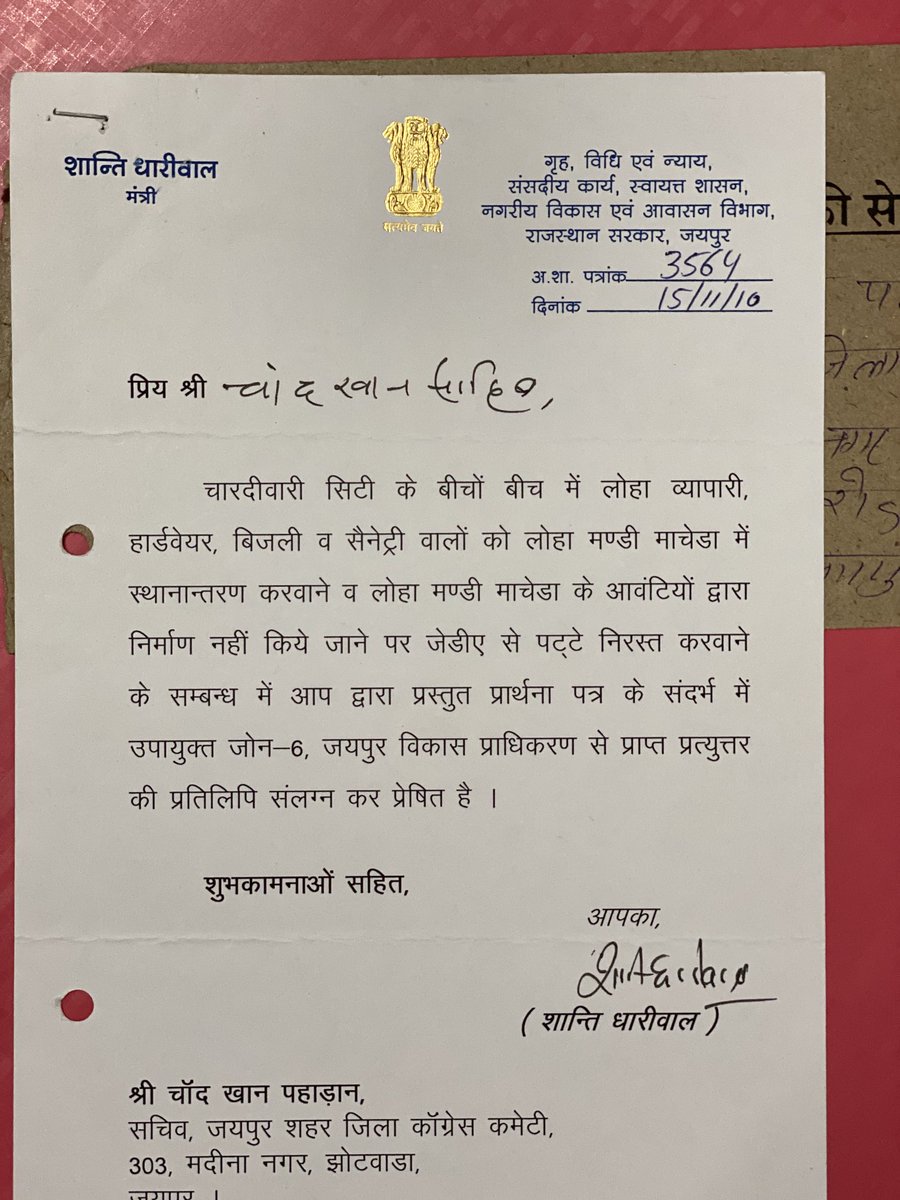 शान्ति धारीवाल
मंत्री
सत्यमेव जयते
गृह, विधि एवं न्याय,
संसदीय कार्य, स्वायत्त शासन,
नगरीय विकास एवं आवासन विभाग,
राजस्थान सरकार, जयपुर
अ.शा. पत्रांक 3564
दिनांक 15/11/10
प्रिय श्री चांद खान साहिब,
चारदीवारी सिटी के बीचों बीच में लोहा व्यापारी,
हार्डवेयर, बिजली व सैनेट्री वालों को लोहा मण्डी माचेडा में
स्थानान्तरण करवाने व लोहा मण्डी माचेडा के आवंटियों द्वारा
निर्माण नहीं किये जाने पर जेडीए से पट्टे निरस्त करवाने
के सम्बन्ध में आप द्वारा प्रस्तुत प्रार्थना पत्र के संदर्भ में
उपायुक्त जोन–6, जयपुर विकास प्राधिकरण से प्राप्त प्रत्युत्तर
की प्रतिलिपि संलग्न कर प्रेषित है ।
शुभकामनाओं सहित,
आपका,
( शान्ति धारीवाल )
श्री चॉद खान पहाड़ान,
सचिव, जयपुर शहर जिला कॉग्रेस कमेटी,
303, मदीना नगर, झोटवाडा,
जयपुर ।
की से